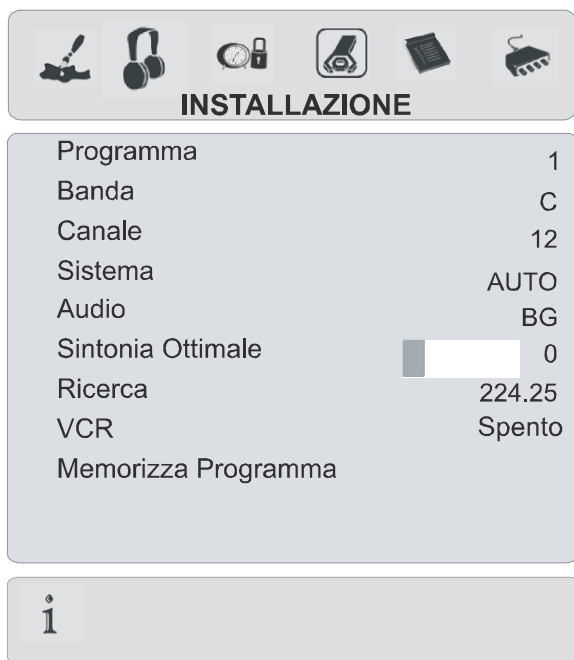 INSTALLAZIONE
Programma 1
Banda C
Canale 12
Sistema AUTO
Audio BG
Sintonia Ottimale 0
Ricerca 224.25
VCR Spento
Memorizza Programma
i